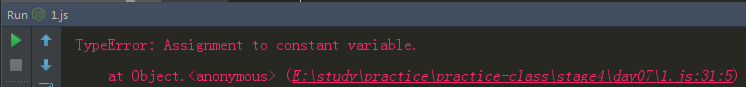 Run 1.js
TypeError: Assignment to constant variable.
at Object.<anonymous> (E:\study\practice\practice-class\stage4\day07\1.js:31:5)